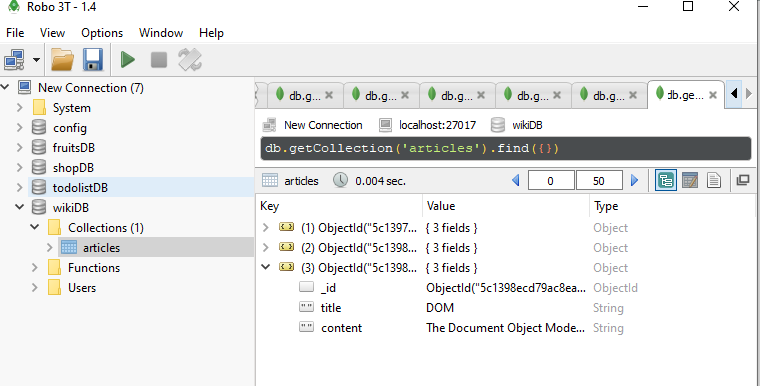 Robo 3T - 1.4
File View Options Window Help
New Connection (7)
System
config
fruitsDB
shopDB
todolistDB
wikiDB
Collections (1)
articles
Functions
Users
db.g... db.g... db.g... db.g... db.g... db.ge...
New Connection localhost:27017 wikiDB
db.getCollection('articles').find({})
articles 0.004 sec. 0 50
Key Value Type
(1) ObjectId("5c1397... { 3 fields } Object
(2) ObjectId("5c1398... { 3 fields } Object
(3) ObjectId("5c1398... { 3 fields } Object
_id ObjectId("5c1398ecd79ac8ea... ObjectId
title DOM String
content The Document Object Mode... String